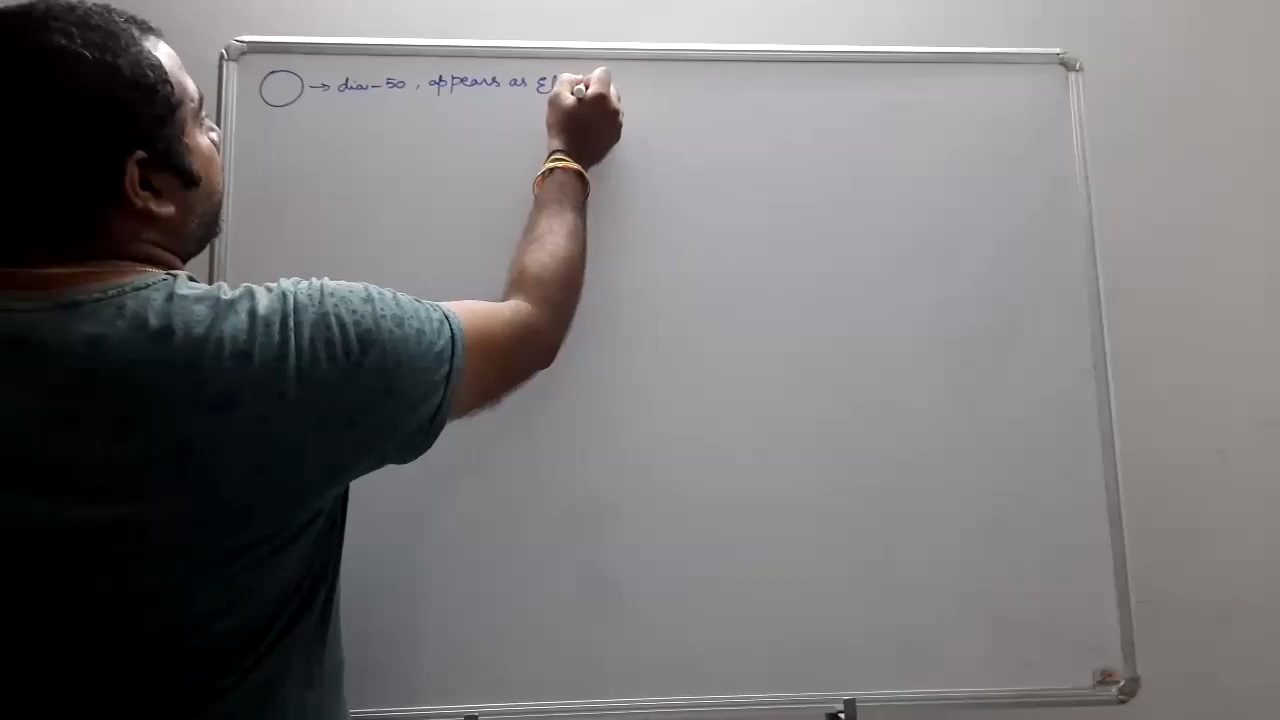 → dia-50, appears as